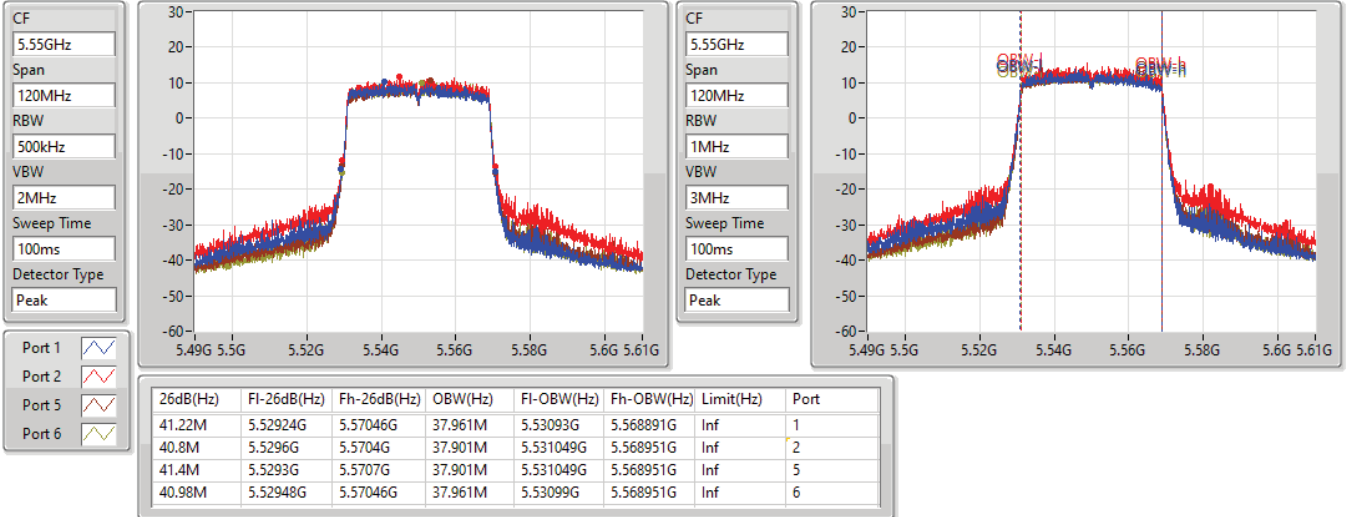 CF
5.55GHz
Span
120MHz
RBW
500kHz
VBW
2MHz
Sweep Time
100ms
Detector Type
Peak
30
20
10
0
-10
-20
-30
-40
-50
-60
5.49G 5.5G 5.52G 5.54G 5.56G 5.58G 5.6G 5.61G
CF
5.55GHz
Span
120MHz
RBW
1MHz
VBW
3MHz
Sweep Time
100ms
Detector Type
Peak
30
20
10
0
-10
-20
-30
-40
-50
-60
OBW-l OBW-h
5.49G 5.5G 5.52G 5.54G 5.56G 5.58G 5.6G 5.61G
Port 1
Port 2
Port 5
Port 6
26dB(Hz) Fl-26dB(Hz) Fh-26dB(Hz) OBW(Hz) Fl-OBW(Hz) Fh-OBW(Hz) Limit(Hz) Port
41.22M 5.52924G 5.57046G 37.961M 5.53093G 5.568891G Inf 1
40.8M 5.5296G 5.5704G 37.901M 5.531049G 5.568951G Inf 2
41.4M 5.5293G 5.5707G 37.901M 5.531049G 5.568951G Inf 5
40.98M 5.52948G 5.57046G 37.961M 5.53099G 5.568951G Inf 6